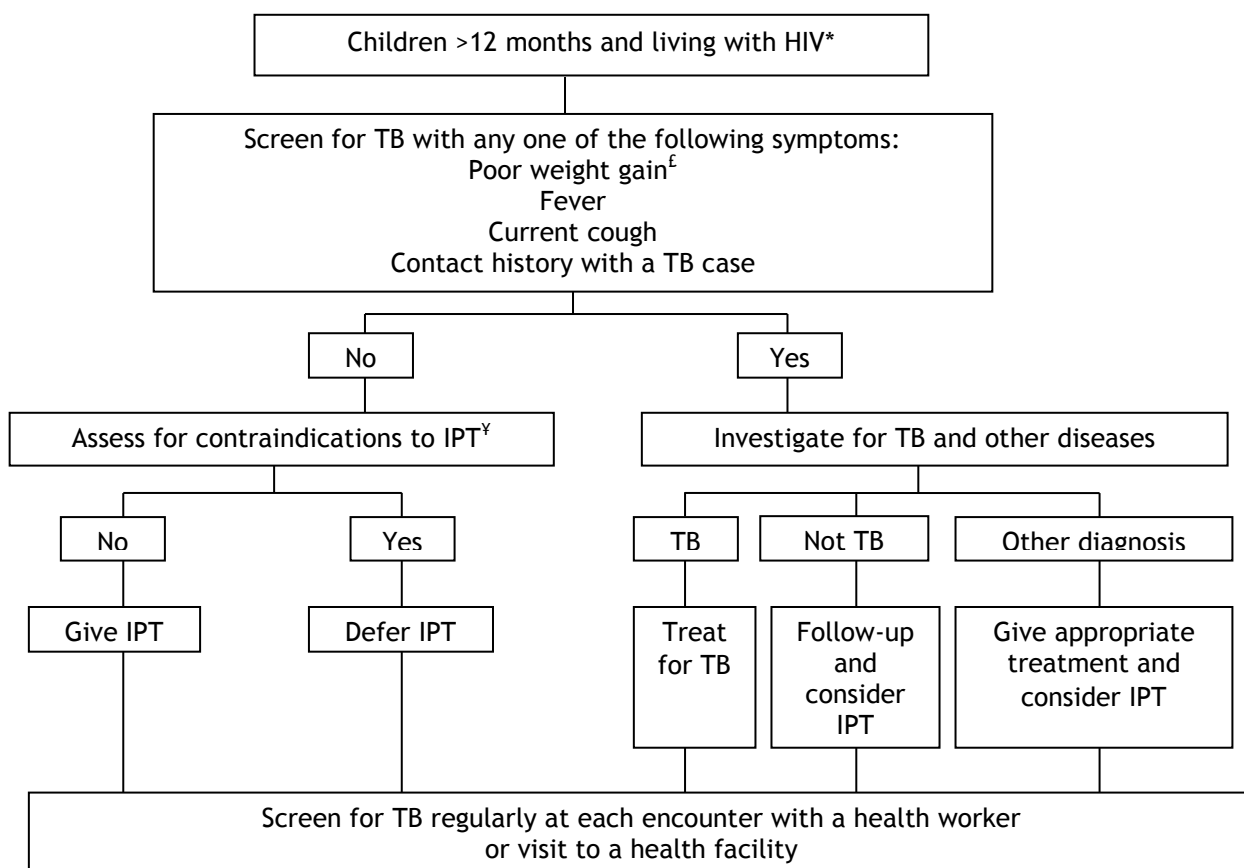 Children >12 months and living with HIV*
Screen for TB with any one of the following symptoms:
Poor weight gain£
Fever
Current cough
Contact history with a TB case
No
Yes
Assess for contraindications to IPT¥
Investigate for TB and other diseases
No
Yes
TB
Not TB
Other diagnosis
Give IPT
Defer IPT
Treat
for TB
Follow-up
and
consider
IPT
Give appropriate
treatment and
consider IPT
Screen for TB regularly at each encounter with a health worker
or visit to a health facility